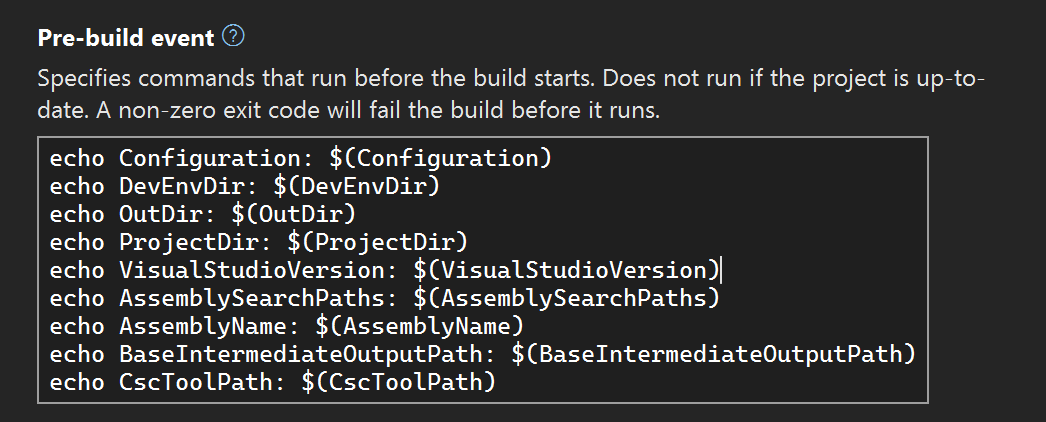 Pre-build event ?
Specifies commands that run before the build starts. Does not run if the project is up-to-
date. A non-zero exit code will fail the build before it runs.
echo Configuration: $(Configuration)
echo DevEnvDir: $(DevEnvDir)
echo OutDir: $(OutDir)
echo ProjectDir: $(ProjectDir)
echo VisualStudioVersion: $(VisualStudioVersion)
echo AssemblySearchPaths: $(AssemblySearchPaths)
echo AssemblyName: $(AssemblyName)
echo BaseIntermediateOutputPath: $(BaseIntermediateOutputPath)
echo CscToolPath: $(CscToolPath)